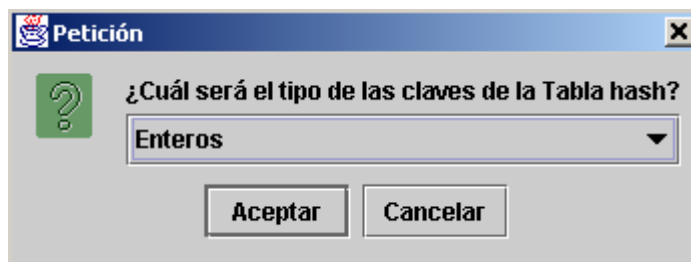 Petición
¿Cuál será el tipo de las claves de la Tabla hash?
Enteros
Aceptar Cancelar